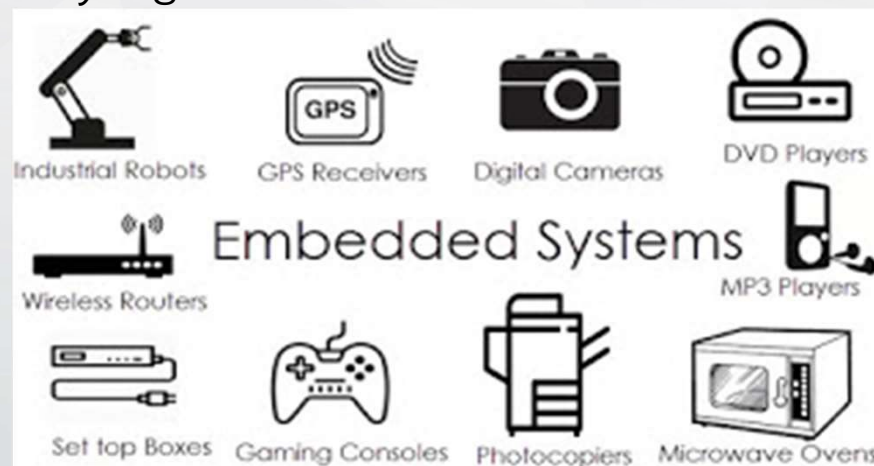 GPS
Industrial Robots
GPS Receivers
Digital Cameras
DVD Players
Embedded Systems
Wireless Routers
MP3 Players
Set top Boxes
Gaming Consoles
Photocopiers
Microwave Ovens